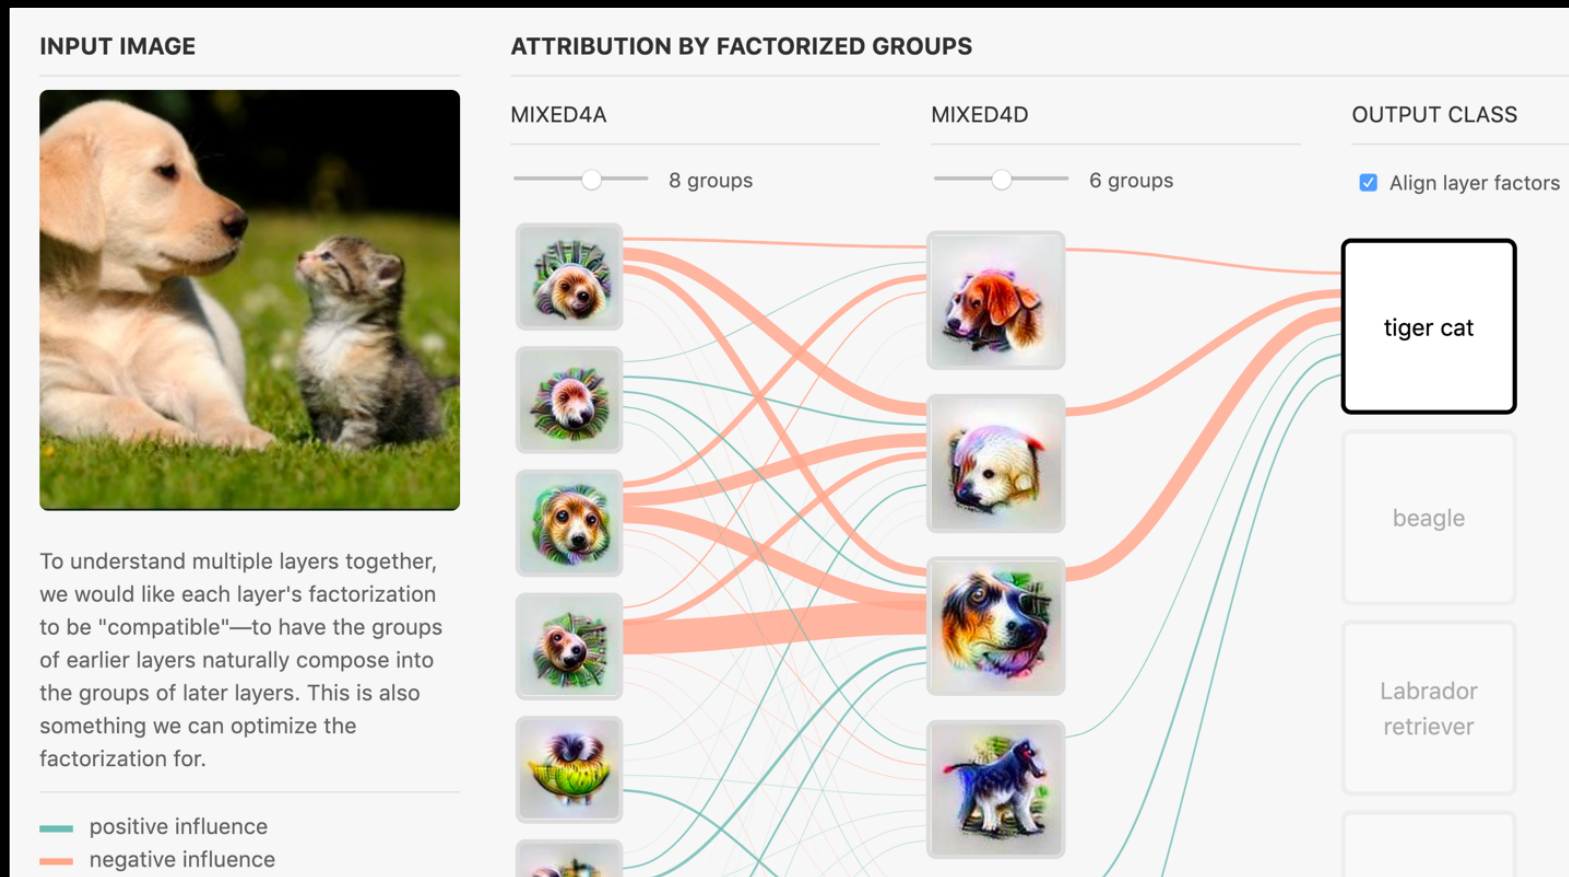 INPUT IMAGE
To understand multiple layers together,
we would like each layer's factorization
to be "compatible"—to have the groups
of earlier layers naturally compose into
the groups of later layers. This is also
something we can optimize the
factorization for.
positive influence
negative influence
ATTRIBUTION BY FACTORIZED GROUPS
MIXED4A
8 groups
MIXED4D
6 groups
OUTPUT CLASS
Align layer factors
tiger cat
beagle
Labrador
retriever